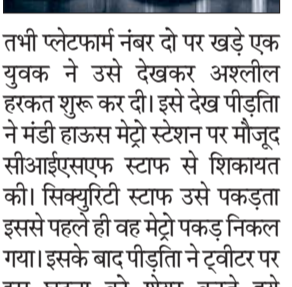 तभी प्लेटफार्म नंबर दो पर खड़े एक
युवक ने उसे देखकर अश्लील
हरकत शुरू कर दी। इसे देख पीड़िता
ने मंडी हाऊस मेट्रो स्टेशन पर मौजूद
सीआईएसएफ स्टाफ से शिकायत
की। सिक्युरिटी स्टाफ उसे पकड़ता
इससे पहले ही वह मेट्रो पकड़ निकल
गया। इसके बाद पीड़िता ने ट्वीटर पर